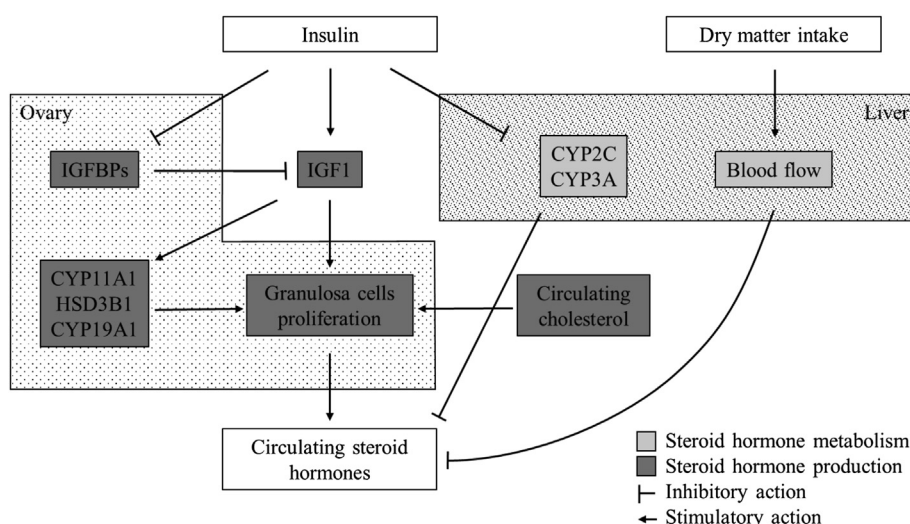 Insulin
Dry matter intake
Ovary
Liver
IGFBPs
IGF1
CYP2C
CYP3A
Blood flow
CYP11A1
HSD3B1
CYP19A1
Granulosa cells
proliferation
Circulating
cholesterol
Circulating steroid
hormones
Steroid hormone metabolism
Steroid hormone production
Inhibitory action
Stimulatory action